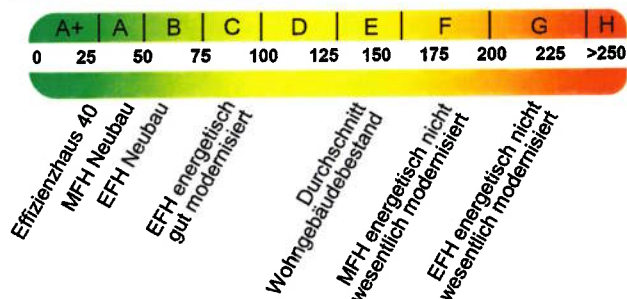 A+ A B C D E F G H
0 25 50 75 100 125 150 175 200 225 >250
Effizienzhaus 40
MFH Neubau
EFH Neubau
EFH energetisch
gut modernisiert
Durchschnitt
Wohngebäudebestand
MFH energetisch nicht
wesentlich modernisiert
EFH energetisch nicht
wesentlich modernisiert